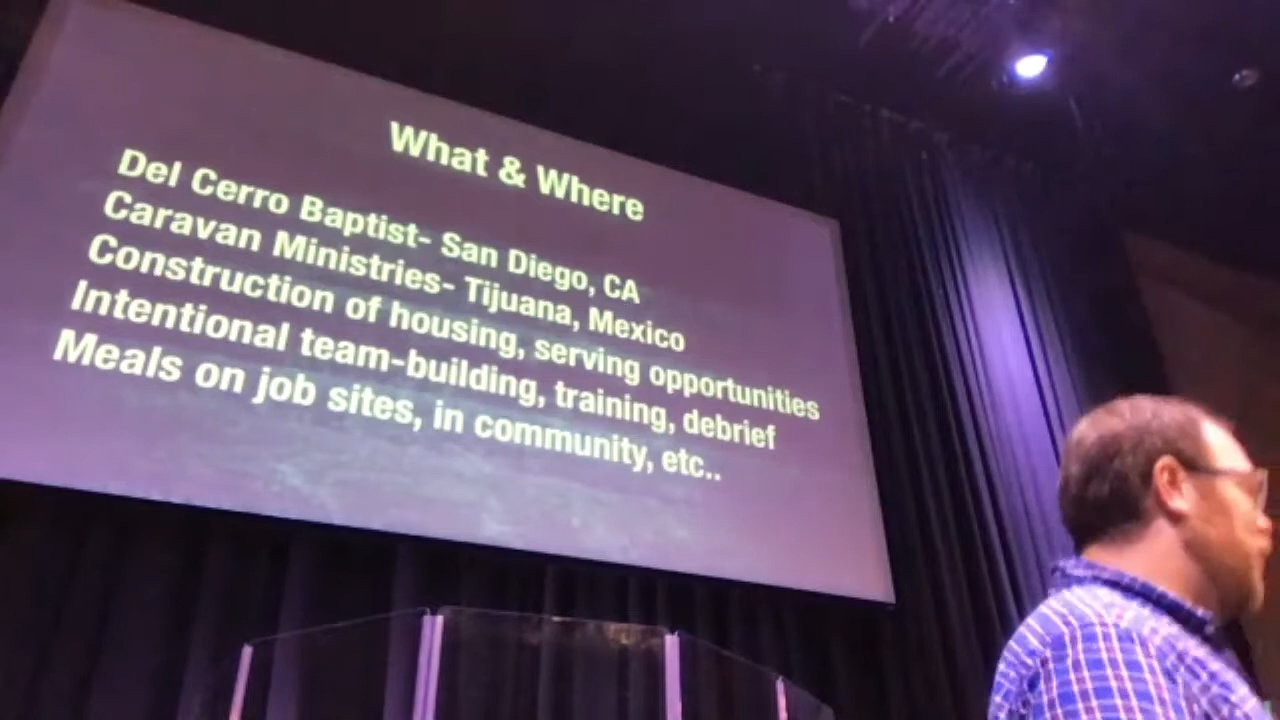 What & Where
Del Cerro Baptist- San Diego, CA
Caravan Ministries- Tijuana, Mexico
Construction of housing, serving opportunities
Intentional team-building, training, debrief
Meals on job sites, in community, etc..